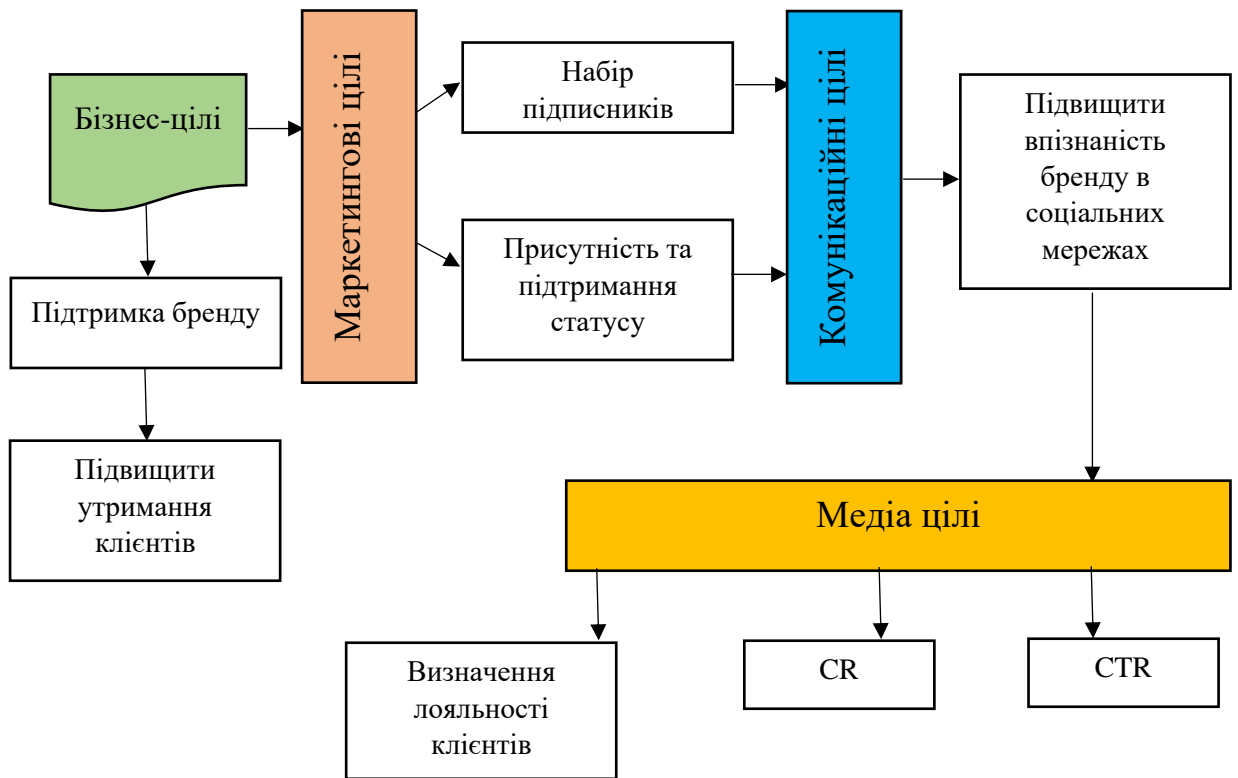 Бізнес-цілі
Підтримка бренду
Підвищити
утримання
клієнтів
Маркетингові цілі
Набір
підписників
Присутність та
підтримання
статусу
Комунікаційні цілі
Підвищити
впізнаність
бренду в
соціальних
мережах
Медіа цілі
Визначення
лояльності
клієнтів
CR
CTR